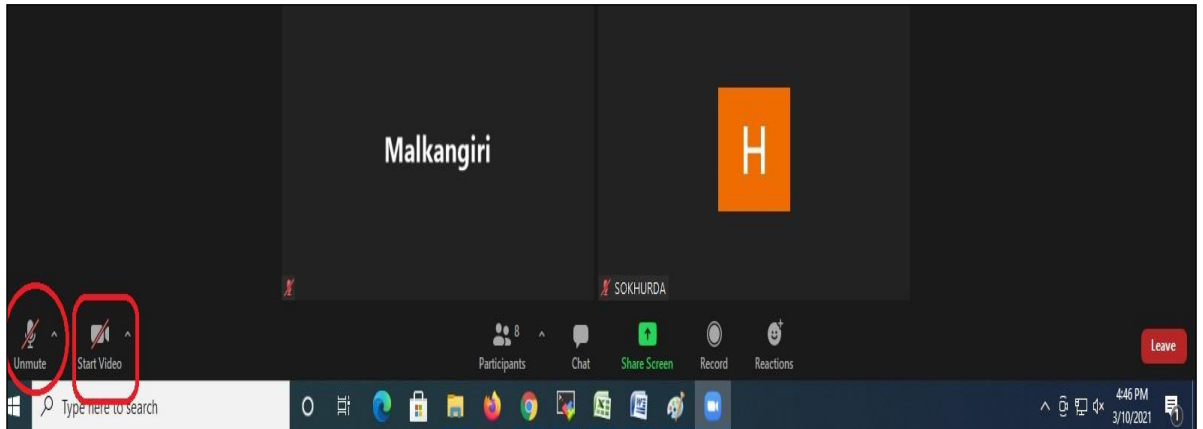 Malkangiri
H
SOKHURDA
Unmute
Start Video
8
Participants
Chat
Share Screen
Record
Reactions
Leave
Type here to search
4:46 PM
3/10/2021
1